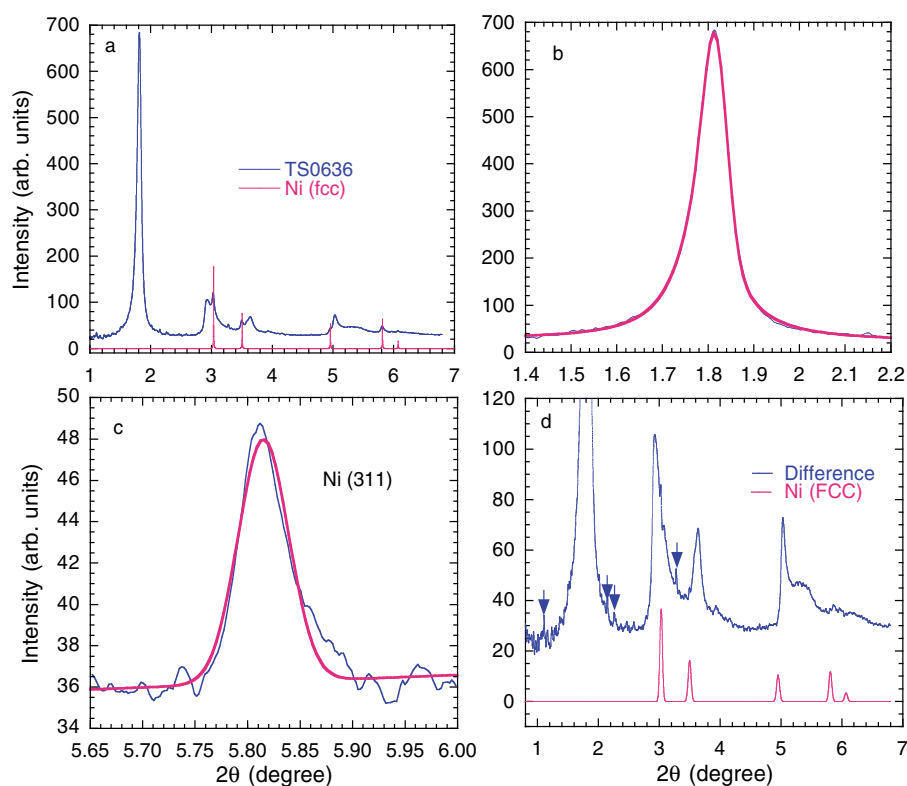 a
TS0636
Ni (fcc)
Intensity (arb. units)
700
600
500
400
300
200
100
0
1 2 3 4 5 6 7
b
700
600
500
400
300
200
100
0
1.4 1.5 1.6 1.7 1.8 1.9 2 2.1 2.2
c
Ni (311)
Intensity (arb. units)
50
48
46
44
42
40
38
36
34
5.65 5.70 5.80 5.85 5.90 5.95 6.00
2θ (degree)
d
Difference
Ni (FCC)
120
100
80
60
40
20
0
1 2 3 4 5 6 7
2θ (degree)